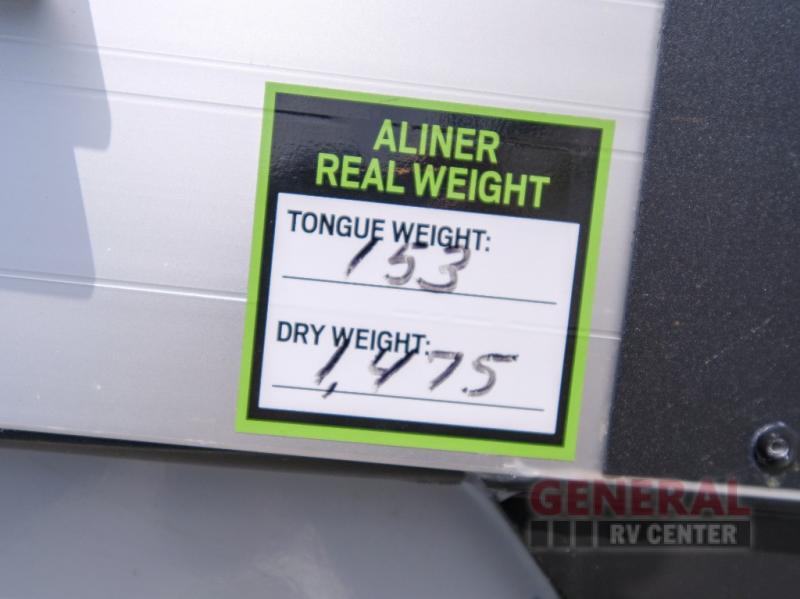 ALINER
REAL WEIGHT
TONGUE WEIGHT:
153
DRY WEIGHT:
1,475
GENERAL
RV CENTER